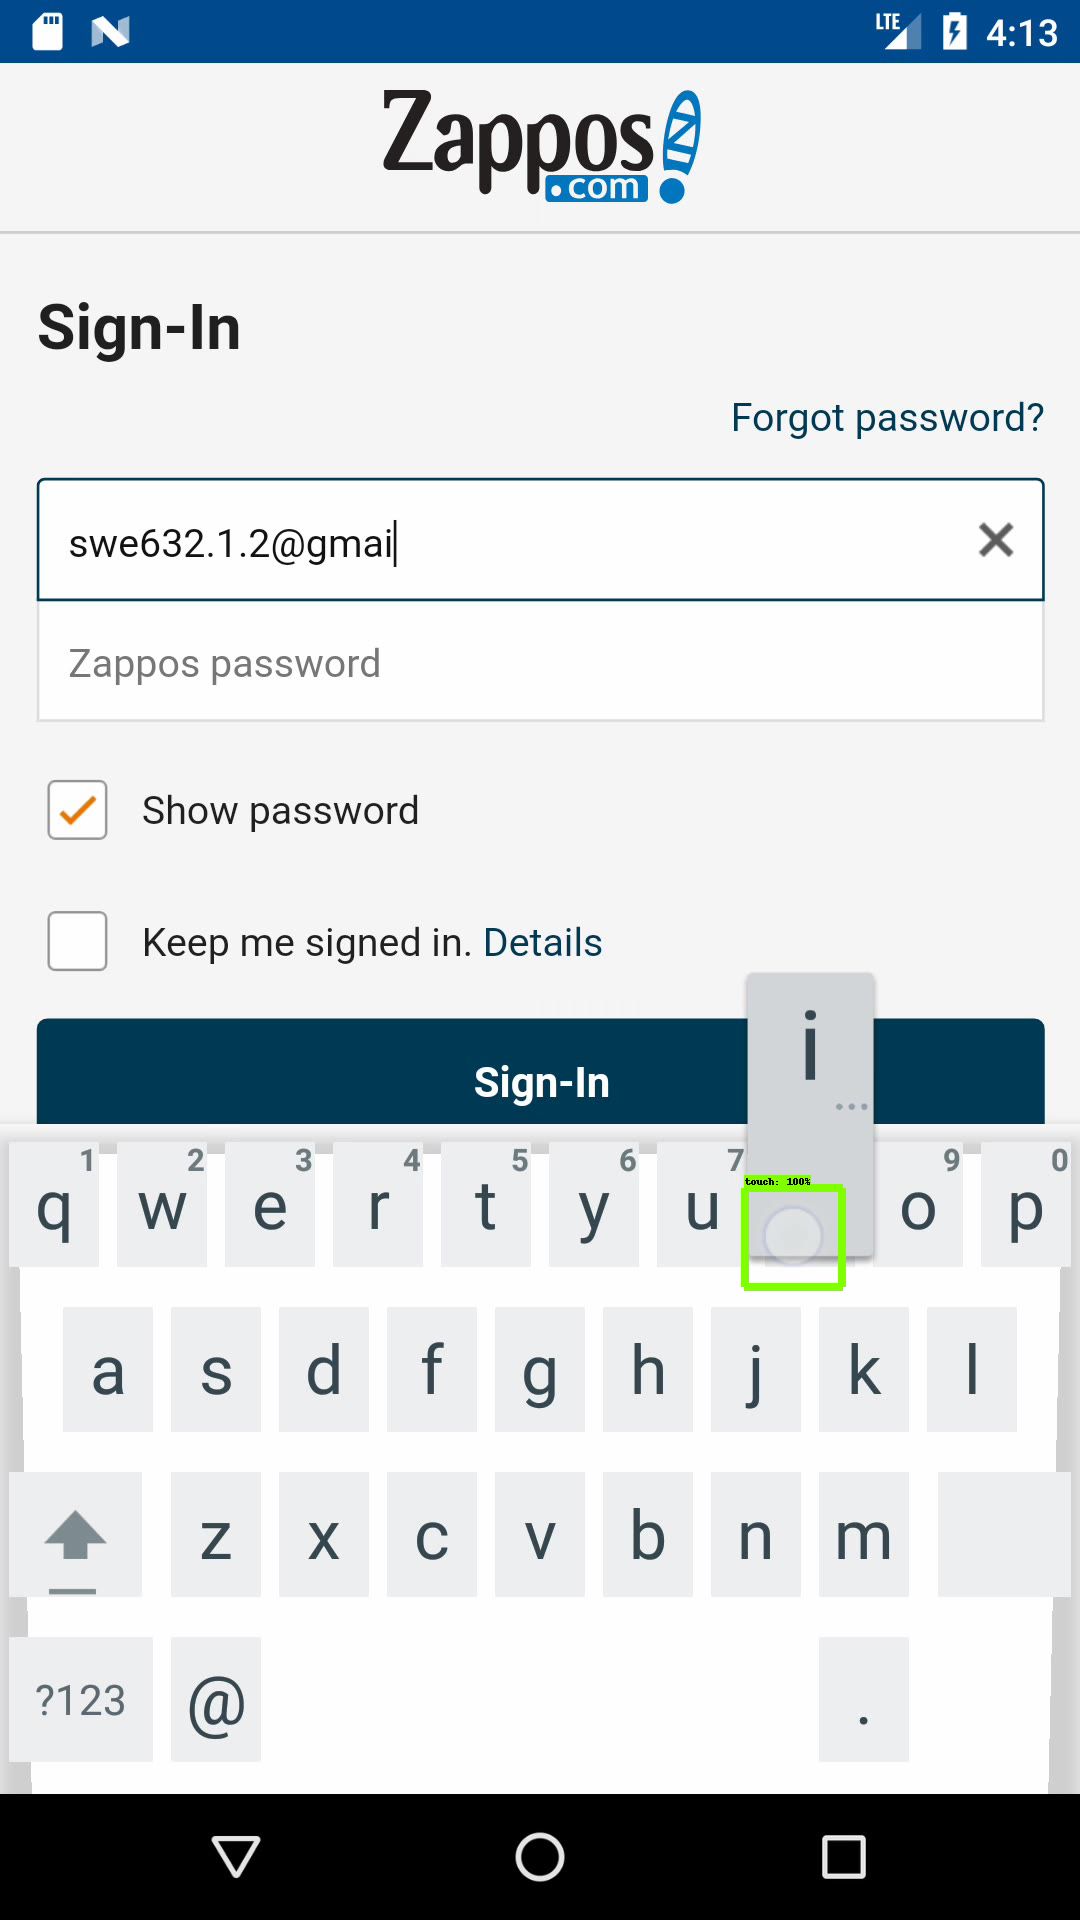 LTE 4:13
Zappos
.com
Sign-In
Forgot password?
swe632.1.2@gmai
Zappos password
Show password
Keep me signed in. Details
i
...
Sign-In
1 2 3 4 5 6 7 9 0
touch: 100%
q w e r t y u o p
a s d f g h j k l
z x c v b n m
?123 @ .